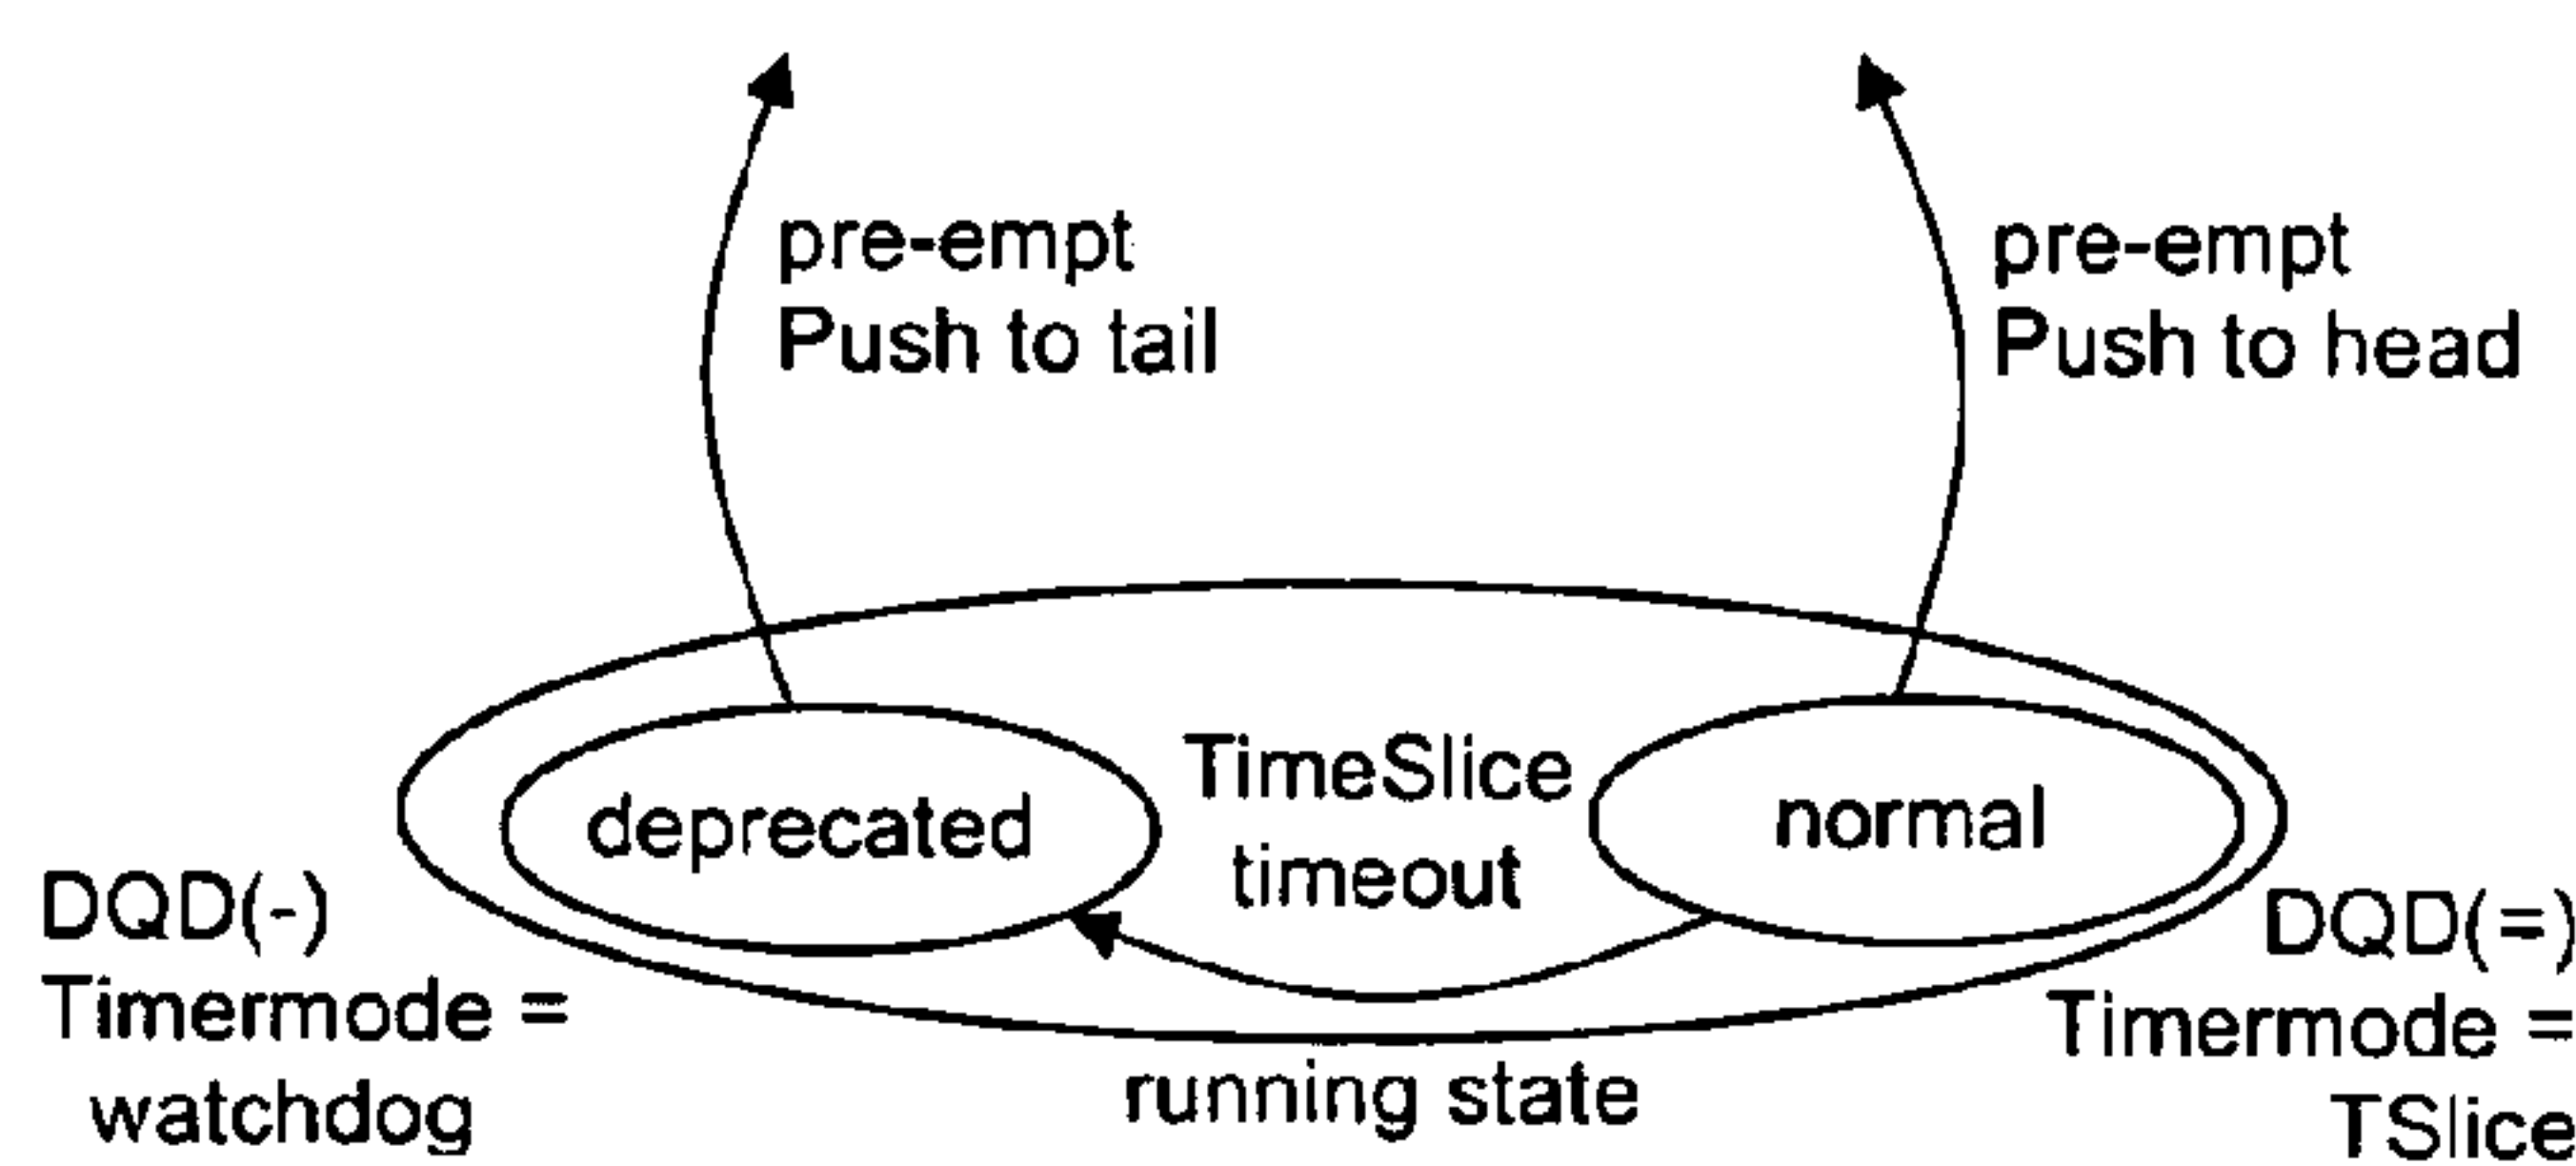 pre-empt
Push to tail
pre-empt
Push to head
TimeSlice
timeout
deprecated
normal
DQD(-)
Timermode =
watchdog
DQD(=)
Timermode =
TSlice
running state